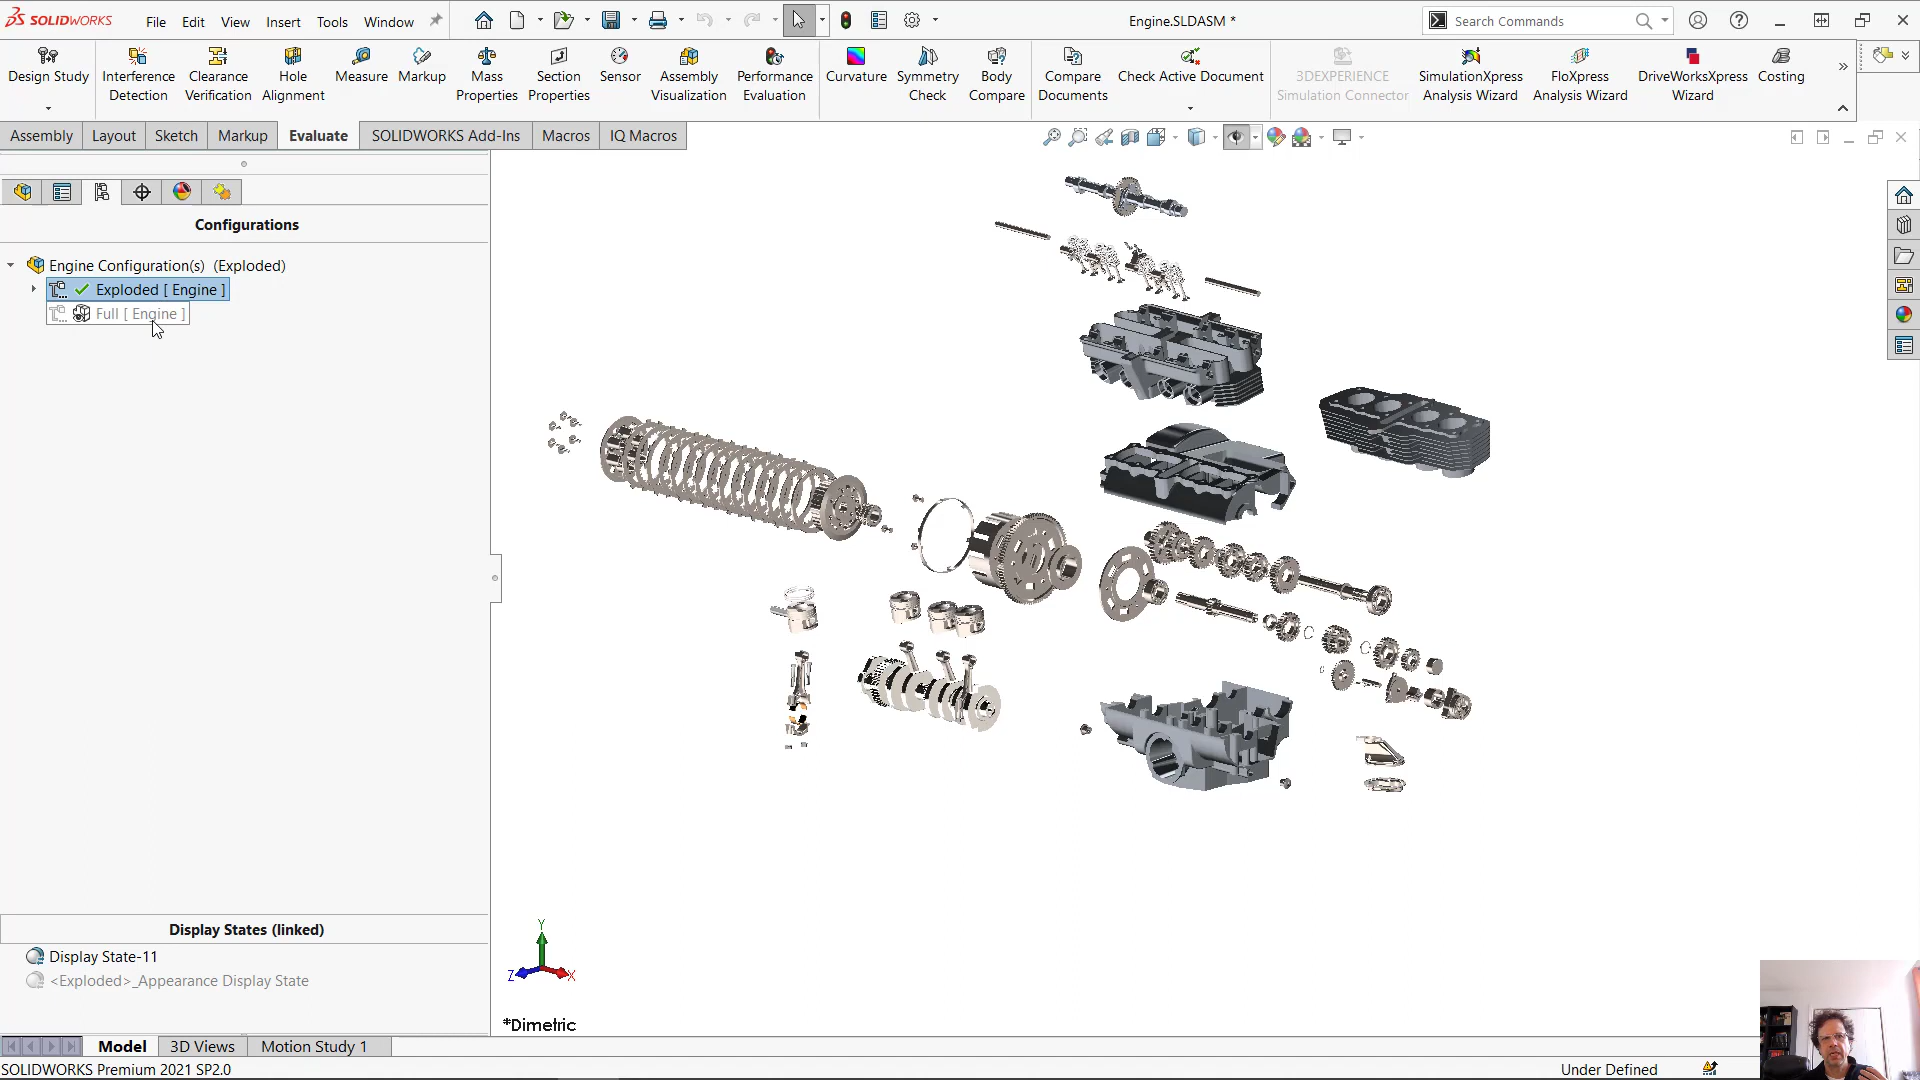 SOLIDWORKS File Edit View Insert Tools Window Engine.SLDASM * Search Commands
Design Study
Interference Detection
Clearance Verification
Hole Alignment
Measure
Markup
Mass Properties
Section Properties
Sensor
Assembly Visualization
Performance Evaluation
Curvature
Symmetry Check
Body Compare
Compare Documents
Check Active Document
3DEXPERIENCE Simulation Connector
SimulationXpress Analysis Wizard
FloXpress Analysis Wizard
DriveWorksXpress Wizard
Costing
Assembly Layout Sketch Markup Evaluate SOLIDWORKS Add-Ins Macros IQ Macros
Configurations
Engine Configuration(s) (Exploded)
Exploded [ Engine ]
Full [ Engine ]
Display States (linked)
Display State-11
<Exploded>_Appearance Display State
Y
Z X
*Dimetric
Model 3D Views Motion Study 1
SOLIDWORKS Premium 2021 SP2.0 Under Defined